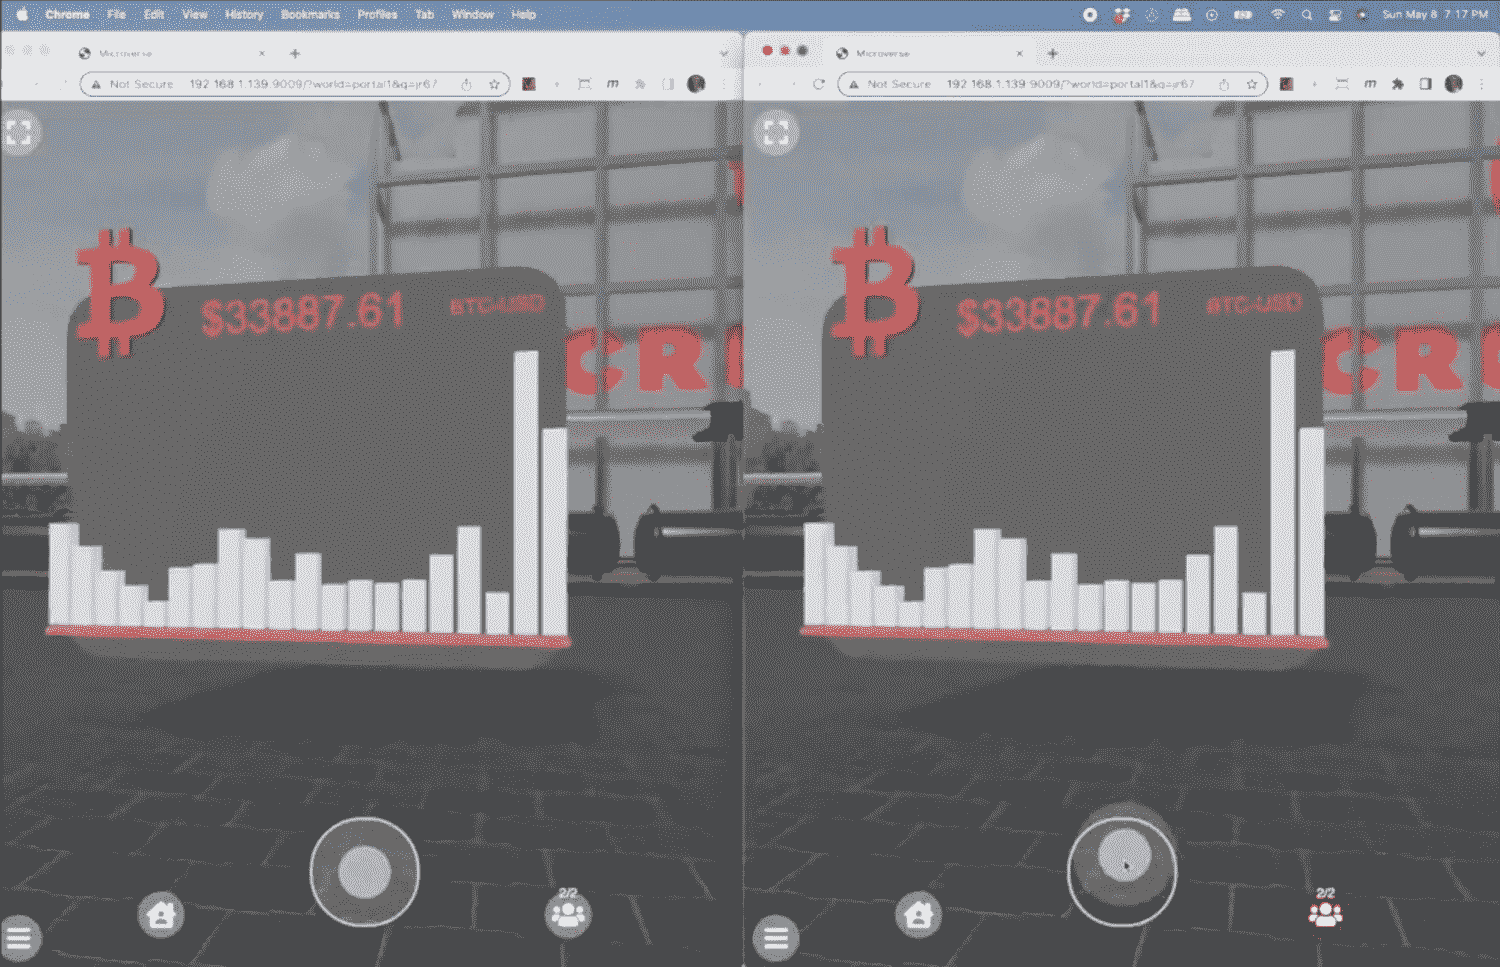 Chrome File Edit View History Bookmarks Profiles Tab Window Help Sun May 8 7:17 PM
Microverse
Not Secure 192.168.1.139:9009/?world=portal1&q=jr67
$33887.61 BTC-USD
CR
2/2
Microverse
Not Secure 192.168.1.139:9009/?world=portal1&q=jr67
$33887.61 BTC-USD
CR
2/2